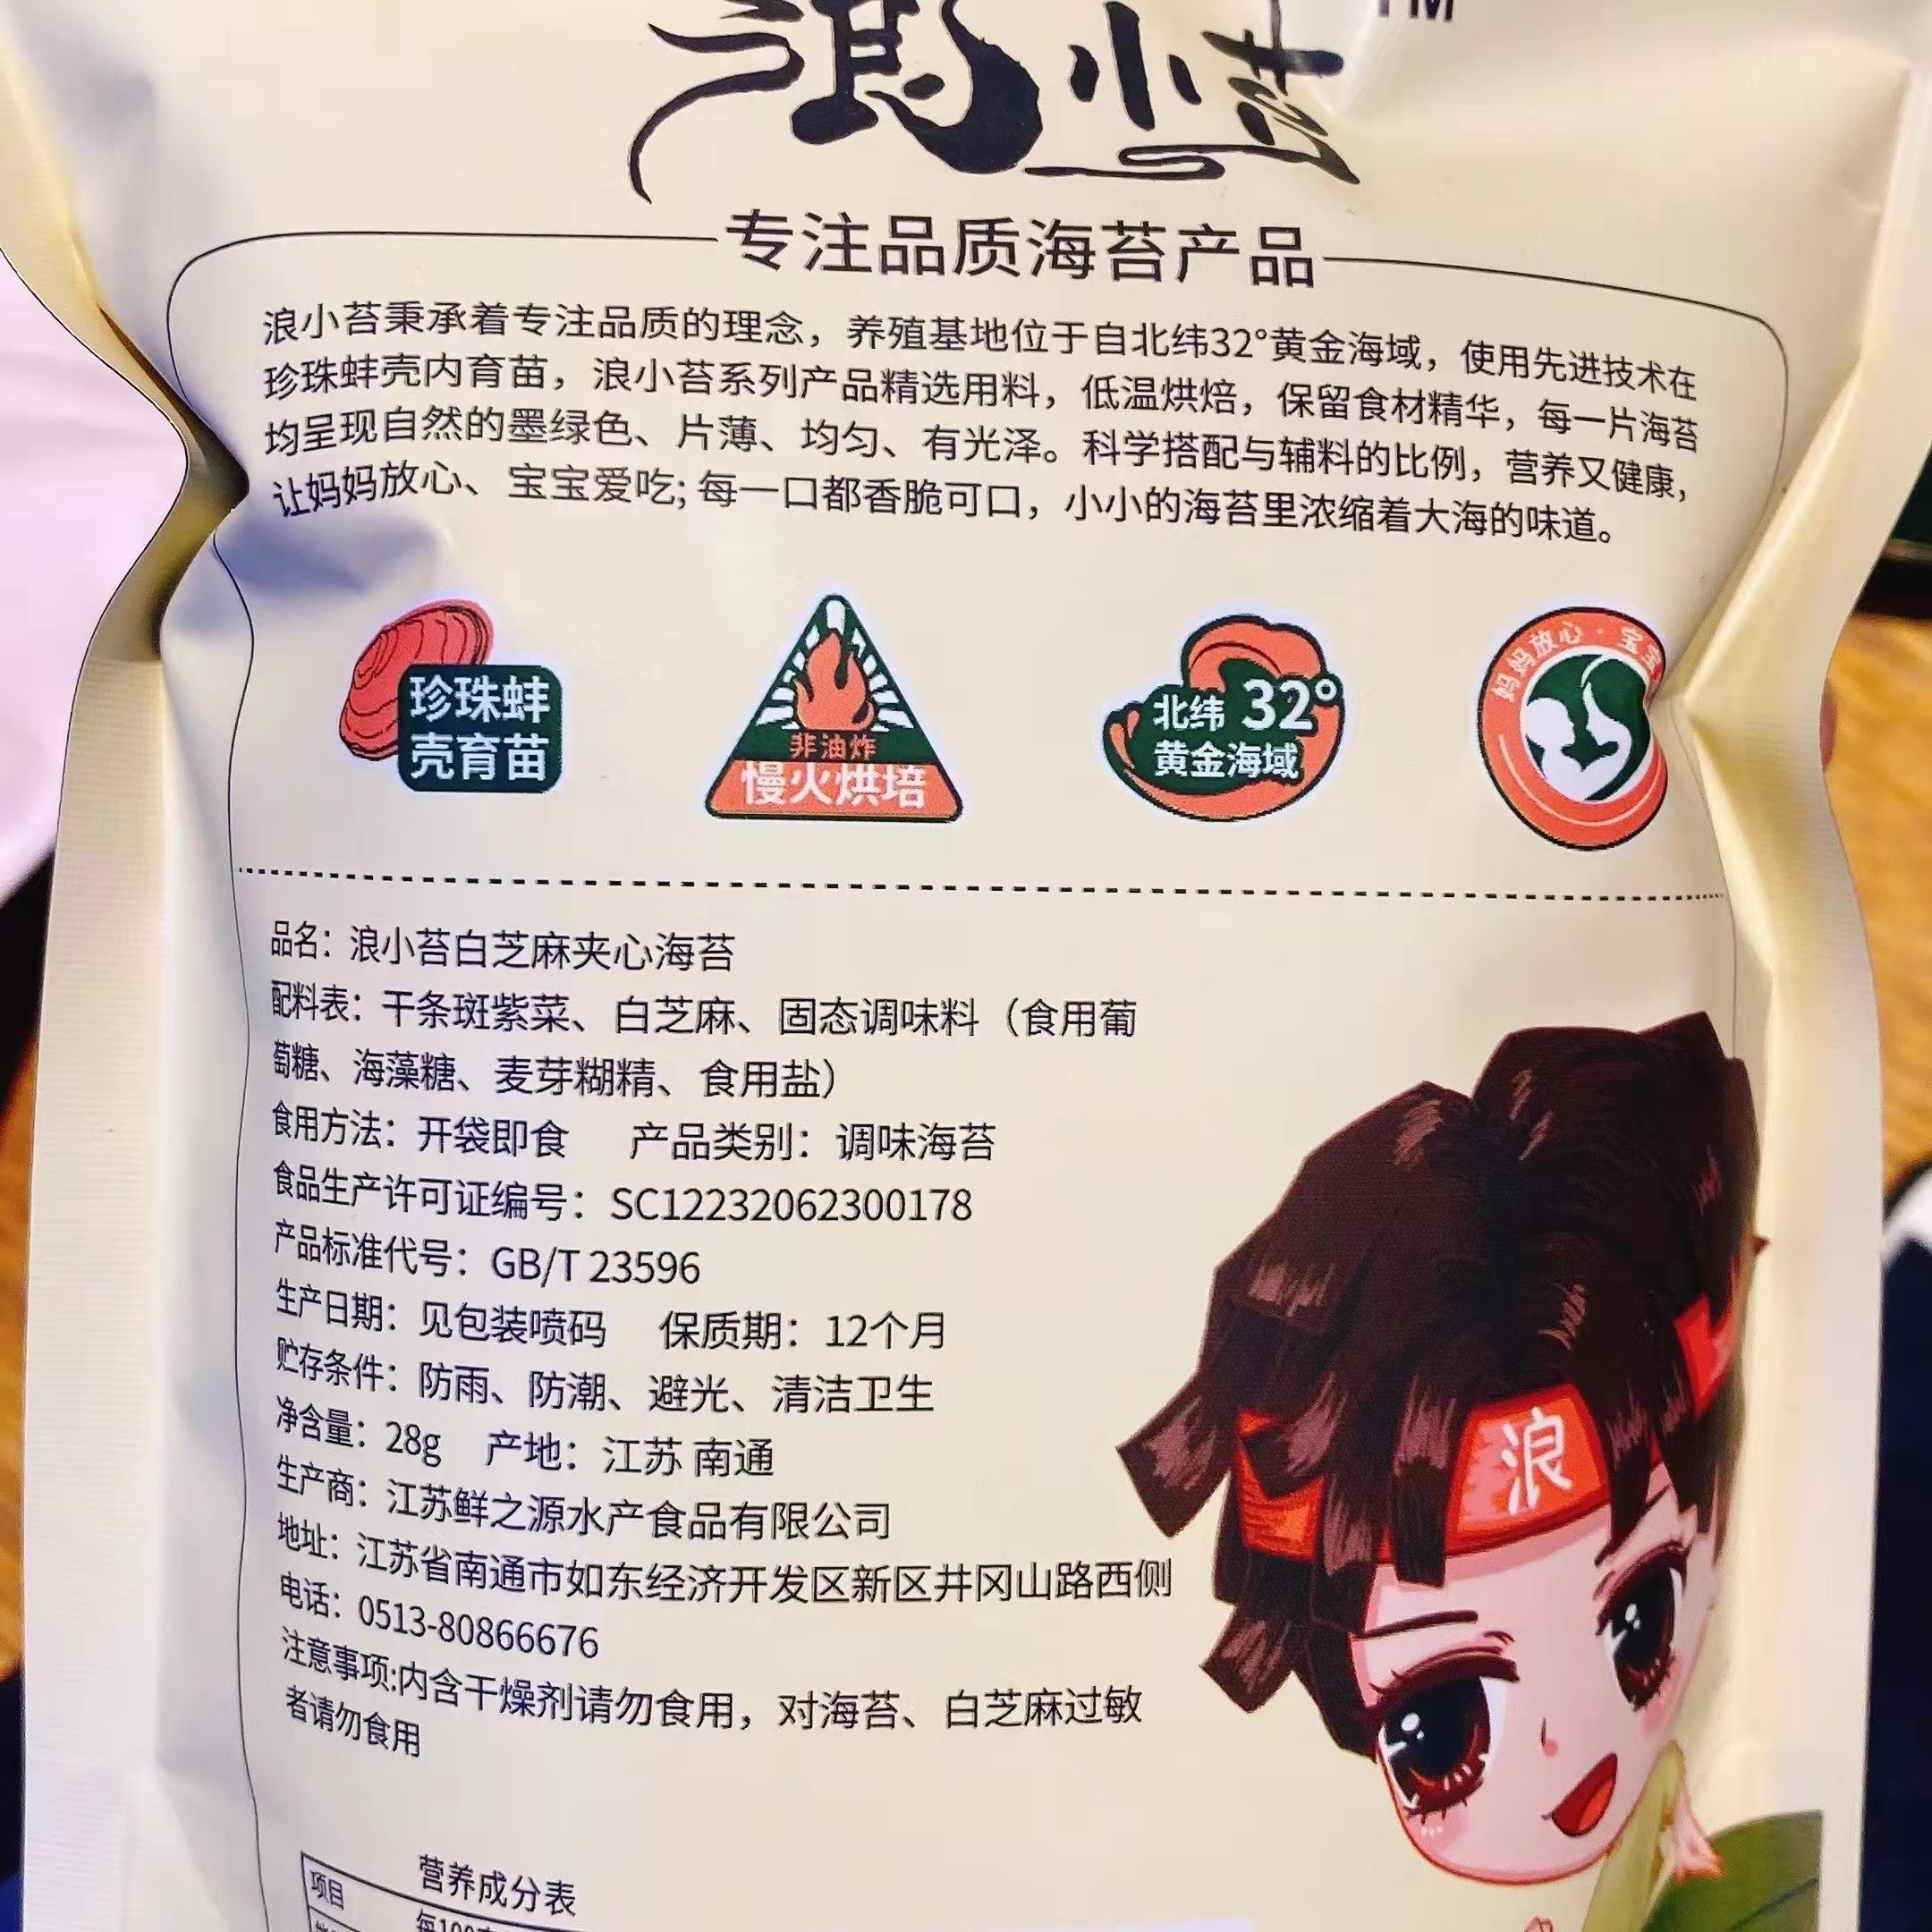 浪小苔
TM
专注品质海苔产品
浪小苔秉承着专注品质的理念，养殖基地位于自北纬32°黄金海域，使用先进技术在
珍珠蚌壳内育苗，浪小苔系列产品精选用料，低温烘焙，保留食材精华，每一片海苔
均呈现自然的墨绿色、片薄、均匀、有光泽。科学搭配与辅料的比例，营养又健康，
让妈妈放心、宝宝爱吃;每一口都香脆可口，小小的海苔里浓缩着大海的味道。
珍珠蚌
壳育苗
非油炸
慢火烘培
北纬 32°
黄金海域
妈妈放心·宝宝
品名：浪小苔白芝麻夹心海苔
配料表：干条斑紫菜、白芝麻、固态调味料（食用葡
萄糖、海藻糖、麦芽糊精、食用盐）
食用方法：开袋即食 产品类别：调味海苔
食品生产许可证编号：SC12232062300178
产品标准代号：GB/T 23596
生产日期：见包装喷码 保质期：12个月
贮存条件：防雨、防潮、避光、清洁卫生
净含量：28g 产地：江苏 南通
生产商：江苏鲜之源水产食品有限公司
地址：江苏省南通市如东经济开发区新区井冈山路西侧
电话：0513-80866676
注意事项:内含干燥剂请勿食用，对海苔、白芝麻过敏
者请勿食用
浪
营养成分表
项目
每100